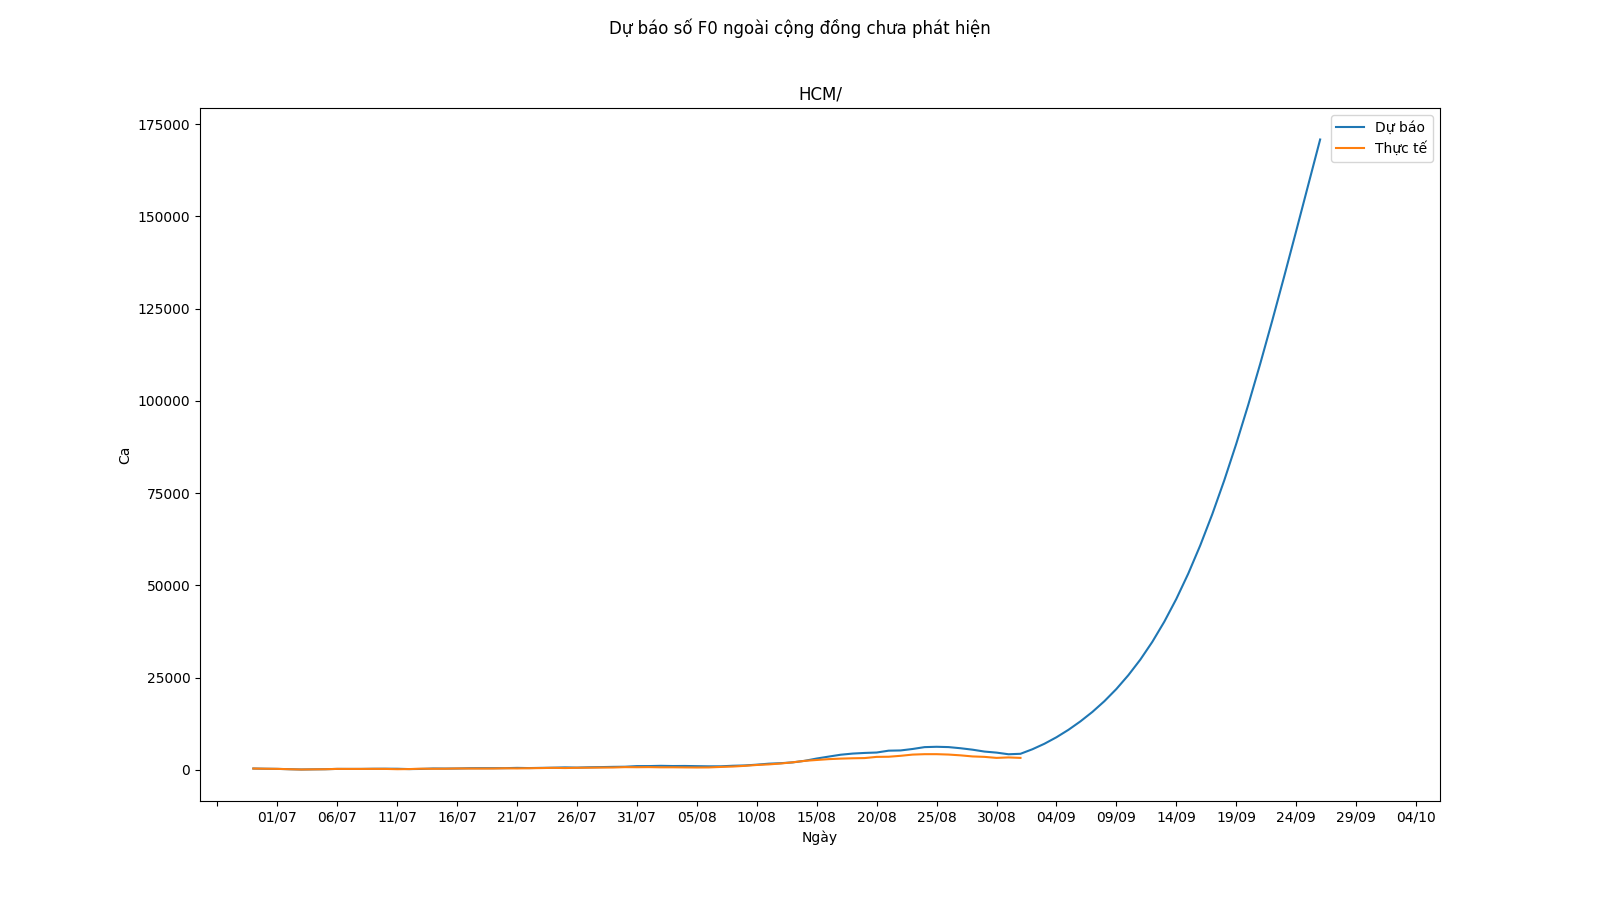 Dự báo số F0 ngoài cộng đồng chưa phát hiện
HCM/
Dự báo
Thực tế
175000
150000
125000
100000
75000
50000
25000
0
Ca
01/07 06/07 11/07 16/07 21/07 26/07 31/07 05/08 10/08 15/08 20/08 25/08 30/08 04/09 09/09 14/09 19/09 24/09 29/09 04/10
Ngày